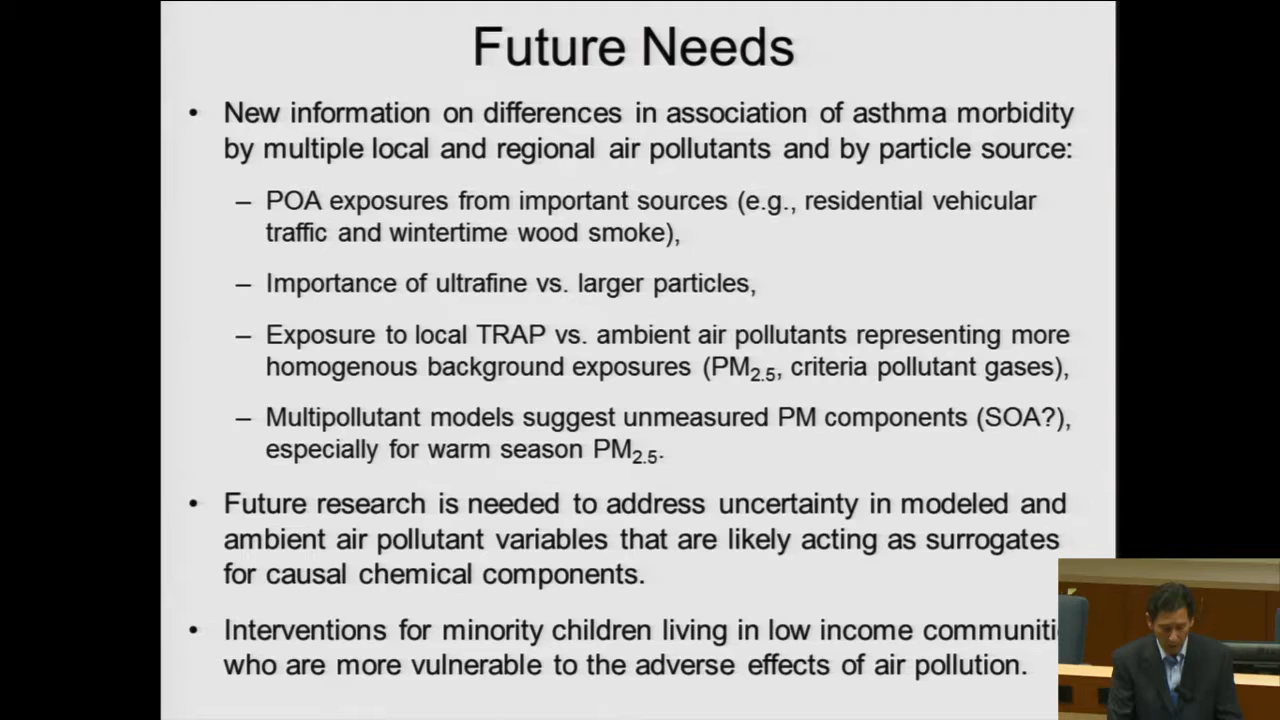 Future Needs
• New information on differences in association of asthma morbidity
by multiple local and regional air pollutants and by particle source:
– POA exposures from important sources (e.g., residential vehicular
traffic and wintertime wood smoke),
– Importance of ultrafine vs. larger particles,
– Exposure to local TRAP vs. ambient air pollutants representing more
homogenous background exposures (PM2.5, criteria pollutant gases),
– Multipollutant models suggest unmeasured PM components (SOA?),
especially for warm season PM2.5.
• Future research is needed to address uncertainty in modeled and
ambient air pollutant variables that are likely acting as surrogates
for causal chemical components.
• Interventions for minority children living in low income communiti
who are more vulnerable to the adverse effects of air pollution.